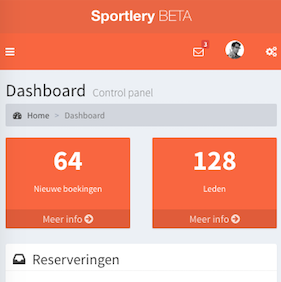 Sportlery BETA
3
Dashboard Control panel
Home > Dashboard
64
Nieuwe boekingen
Meer info
128
Leden
Meer info
Reserveringen